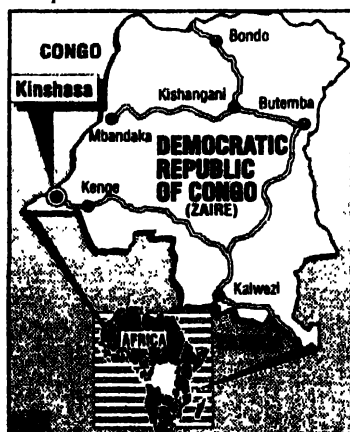 Bondo
CONGO
Kinshasa
Kishangani
Butemba
Mbandaka
DEMOCRATIC
REPUBLIC
OF CONGO
(ZAIRE)
Kenge
Kalwezi
AFRICA